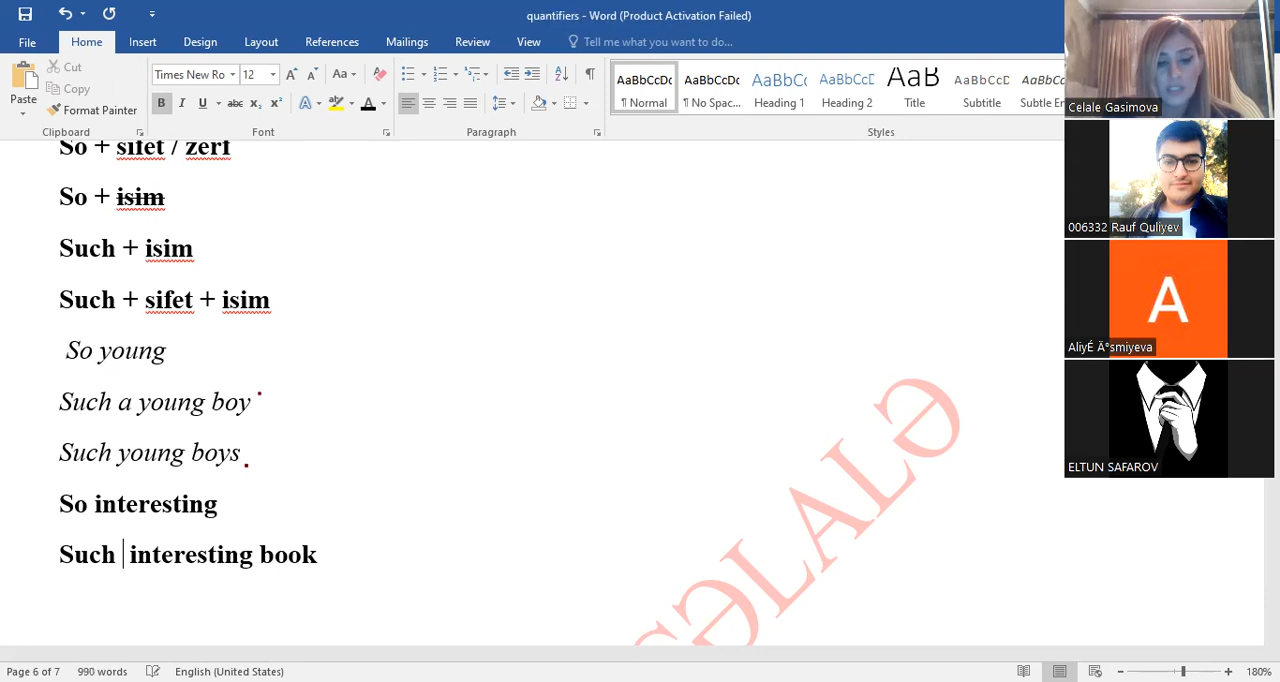 quantifiers - Word (Product Activation Failed)
File Home Insert Design Layout References Mailings Review View Tell me what you want to do...
Paste
Cut
Copy
Format Painter
Clipboard
Times New Ro 12
Font
Paragraph
AaBbCcDc AaBbCcDc AaBbC AaBbCcE AaB AaBbCcD
¶ Normal ¶ No Spac... Heading 1 Heading 2 Title Subtitle Subtle Em
Styles
So + sifet / zerf
So + isim
Such + isim
Such + sifet + isim
So young
Such a young boy
Such young boys
So interesting
Such interesting book
CƏLALƏ
Celale Gasimova
006332 Rauf Quliyev
A
AliyÉ Ä°smiyeva
ELTUN SAFAROV
Page 6 of 7 990 words English (United States) 180%